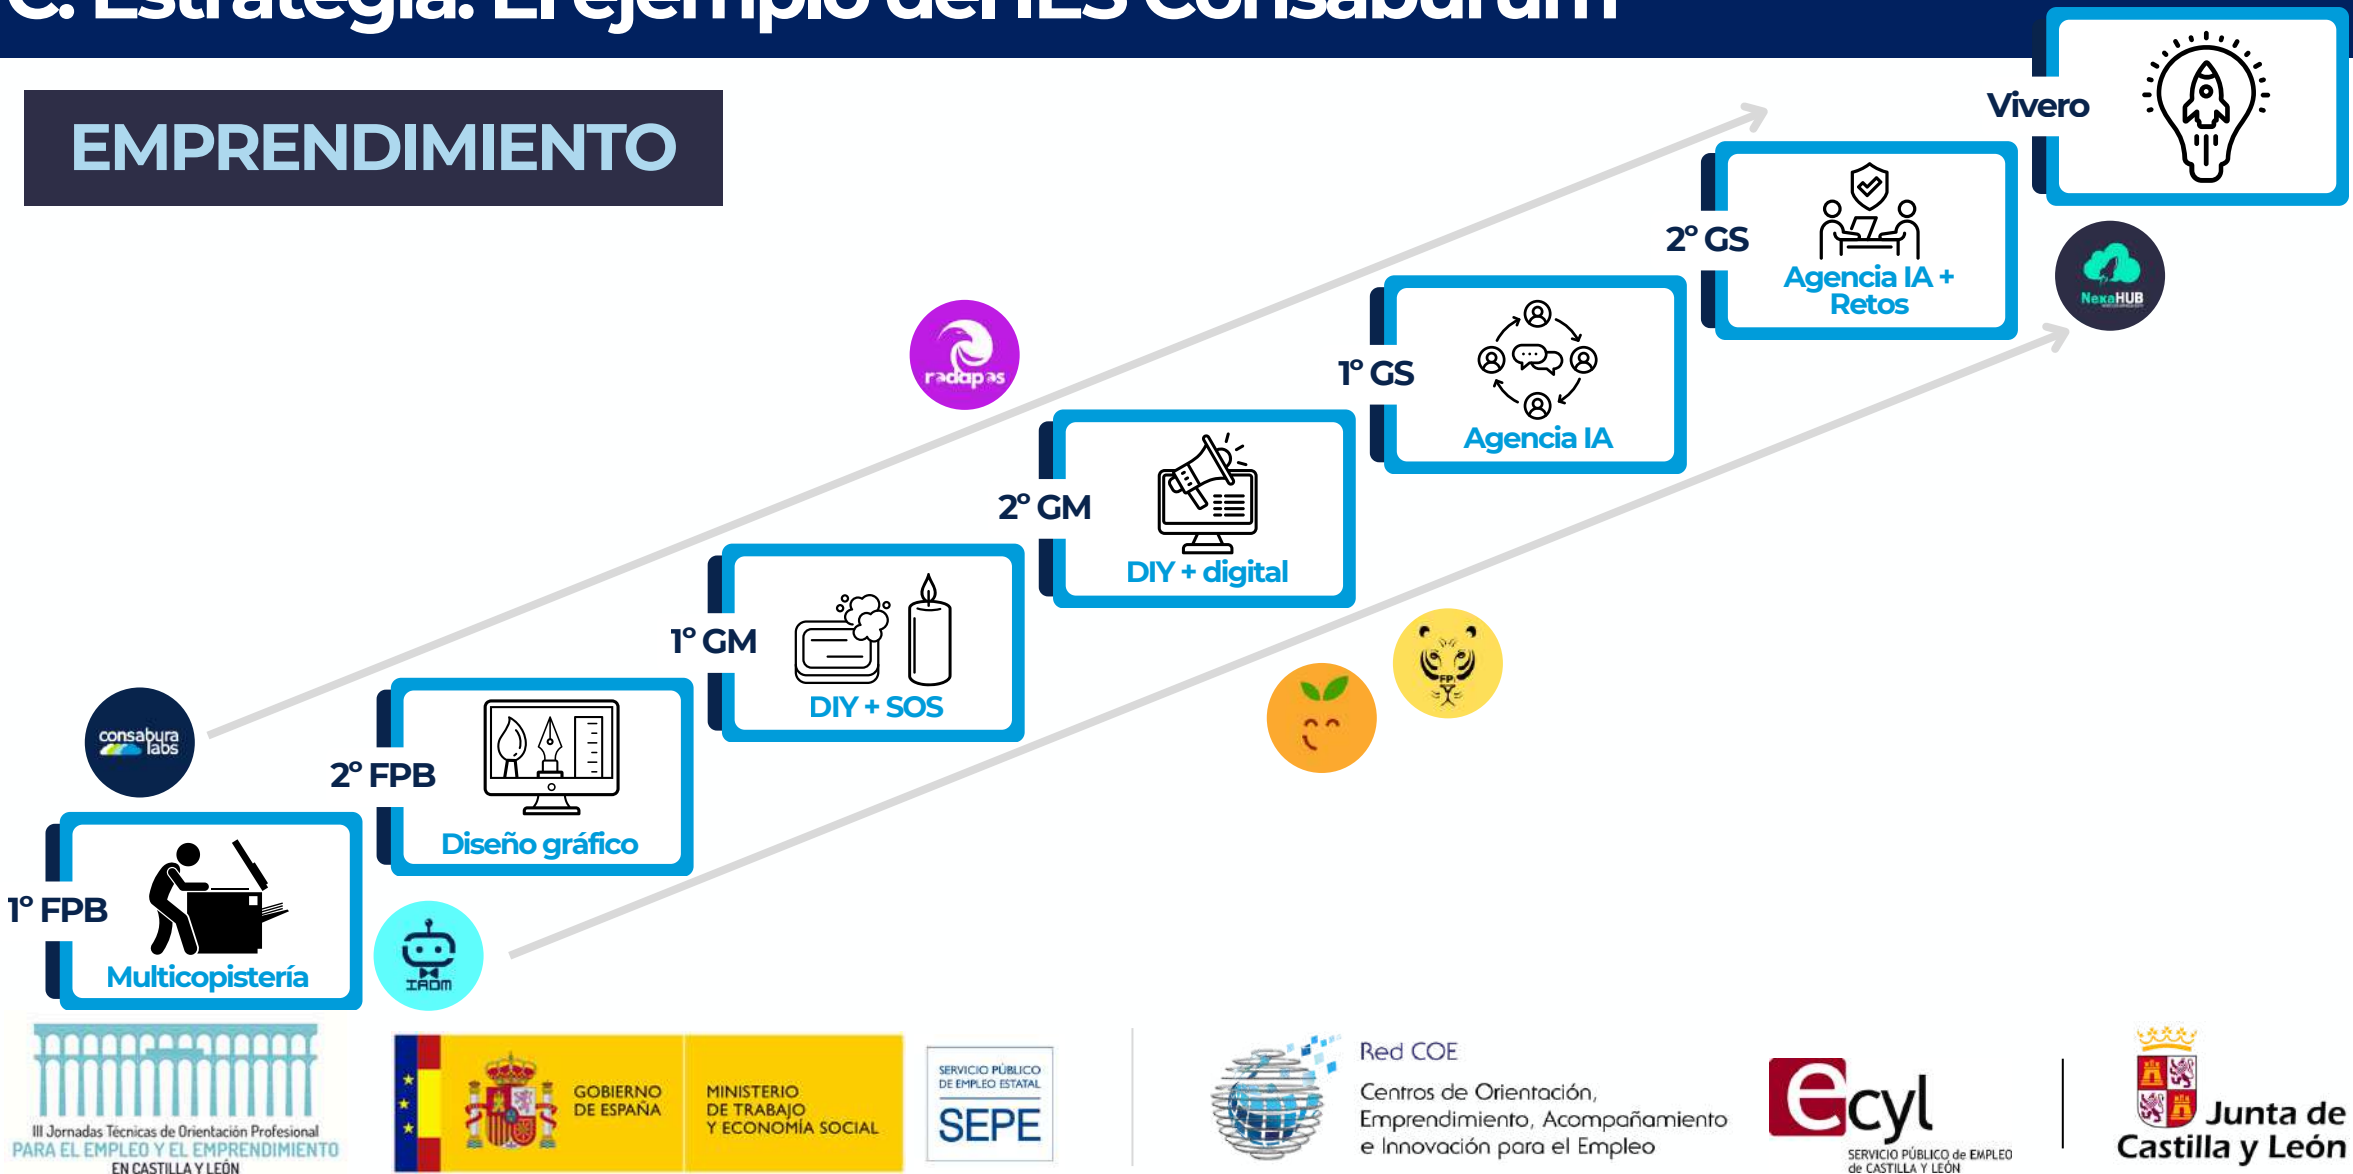 C. Estrategia. El ejemplo del IES Consaburum
EMPRENDIMIENTO
Vivero
NexaHUB
2º GS
Agencia IA +
Retos
1º GS
Agencia IA
radapas
2º GM
DIY + digital
1º GM
DIY + SOS
FP
consabura
labs
2º FPB
Diseño gráfico
1º FPB
Multicopistería
IADM
III Jornadas Técnicas de Orientación Profesional
PARA EL EMPLEO Y EL EMPRENDIMIENTO
EN CASTILLA Y LEÓN
GOBIERNO
DE ESPAÑA
MINISTERIO
DE TRABAJO
Y ECONOMÍA SOCIAL
SERVICIO PÚBLICO
DE EMPLEO ESTATAL
SEPE
Red COE
Centros de Orientación,
Emprendimiento, Acompañamiento
e Innovación para el Empleo
ecyl
SERVICIO PÚBLICO de EMPLEO
de CASTILLA Y LEÓN
Junta de
Castilla y León